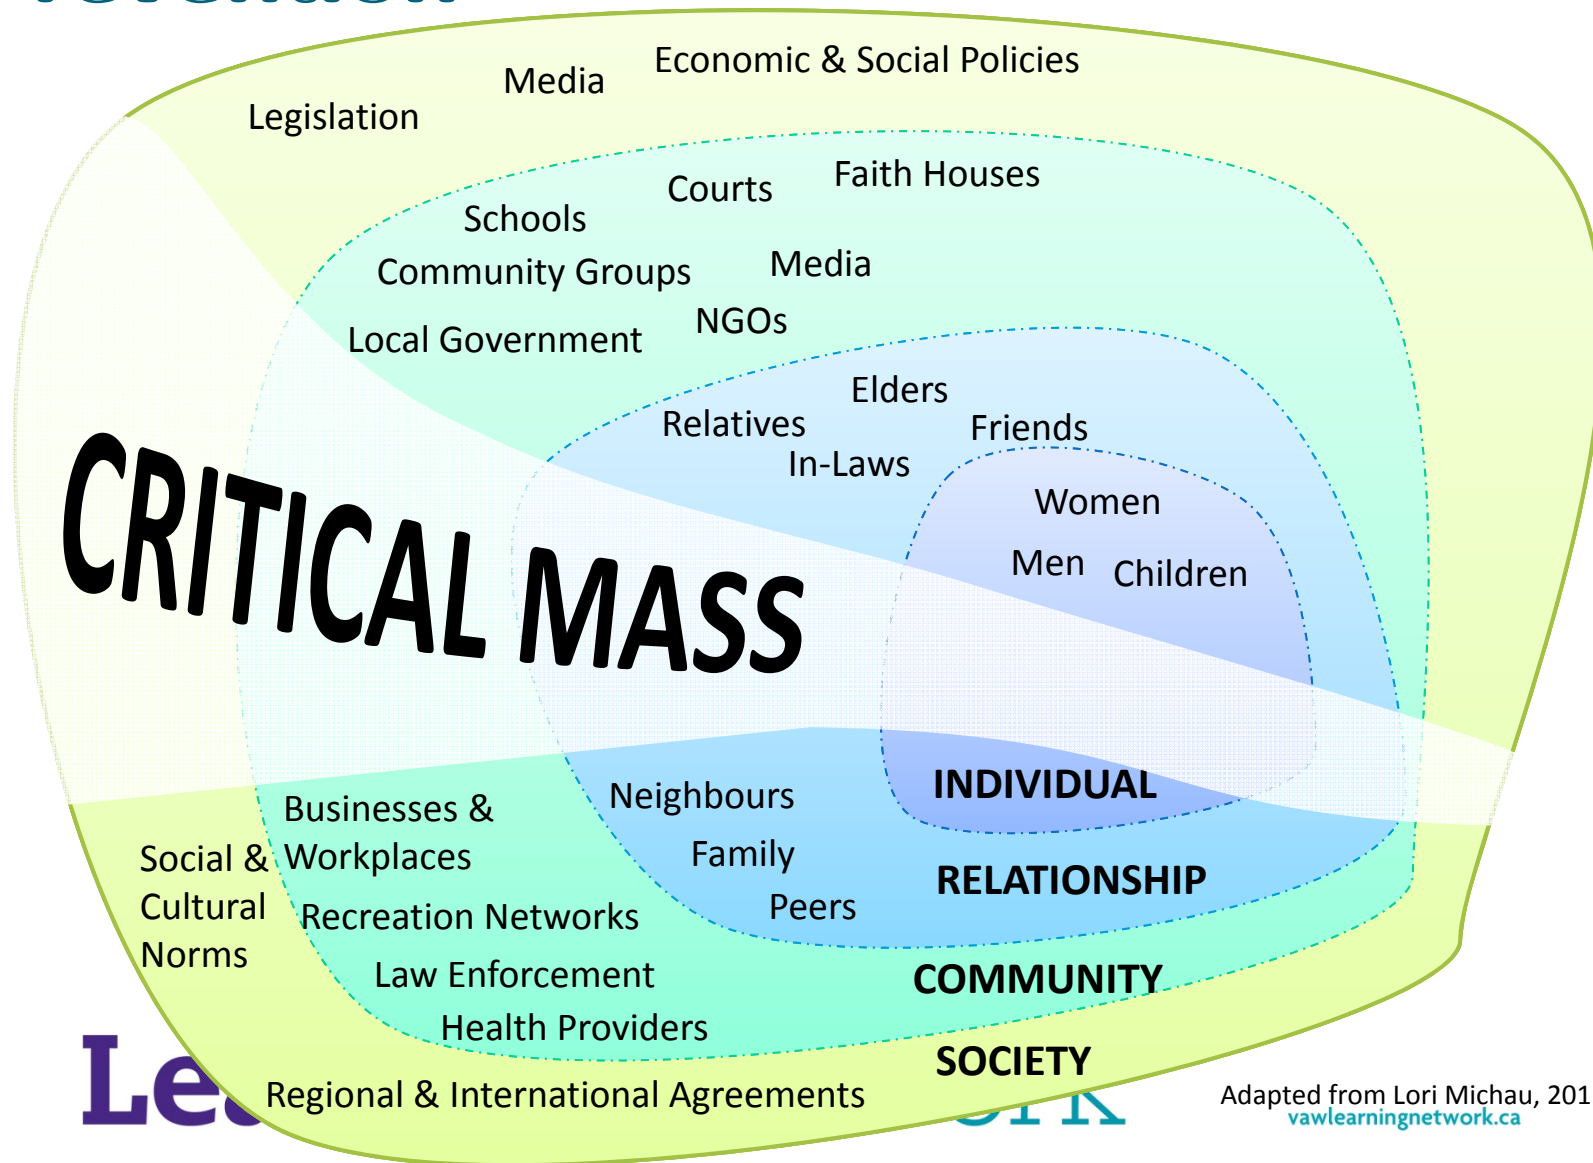 Economic & Social Policies
Media
Legislation
Faith Houses
Courts
Schools
Media
Community Groups
NGOs
Local Government
Elders
Relatives
Friends
In-Laws
Women
Men
Children
CRITICAL MASS
INDIVIDUAL
Neighbours
Businesses &
Workplaces
Family
Social &
Cultural
Norms
RELATIONSHIP
Peers
Recreation Networks
Law Enforcement
COMMUNITY
Health Providers
SOCIETY
Regional & International Agreements
Adapted from Lori Michau, 201
vawlearningnetwork.ca